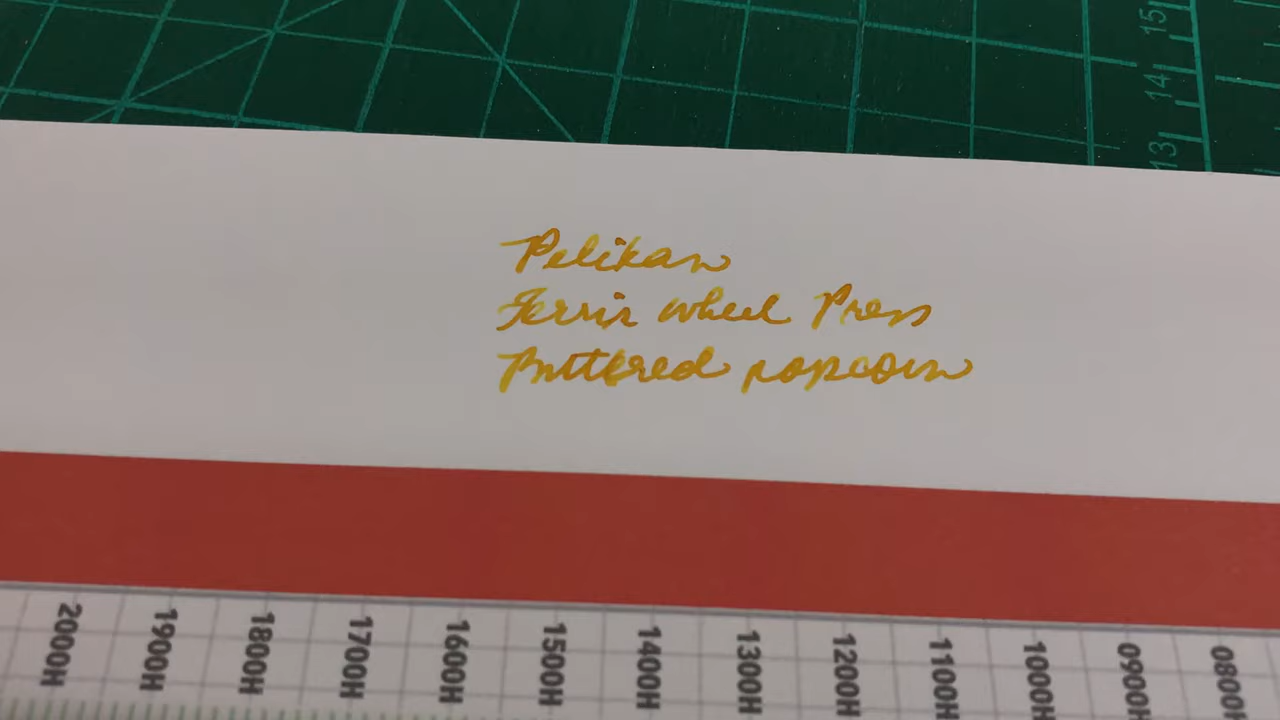 15
14
13
Pelikan
Ferris wheel Press
Buttered popcorn
2000H 1900H 1800H 1700H 1600H 1500H 1400H 1300H 1200H 1100H 1000H 0900H 0800H